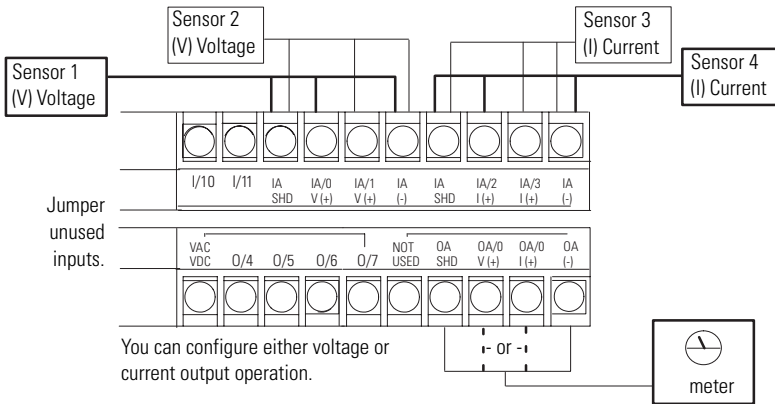 Sensor 2
(V) Voltage
Sensor 3
(I) Current
Sensor 1
(V) Voltage
Sensor 4
(I) Current
I/10 I/11 IA SHD IA/0 V (+) IA/1 V (+) IA (-) IA SHD IA/2 I (+) IA/3 I (+) IA (-)
Jumper
unused
inputs.
VAC VDC O/4 O/5 O/6 O/7 NOT USED OA SHD OA/0 V (+) OA/0 I (+) OA (-)
You can configure either voltage or
current output operation.
- or -
meter